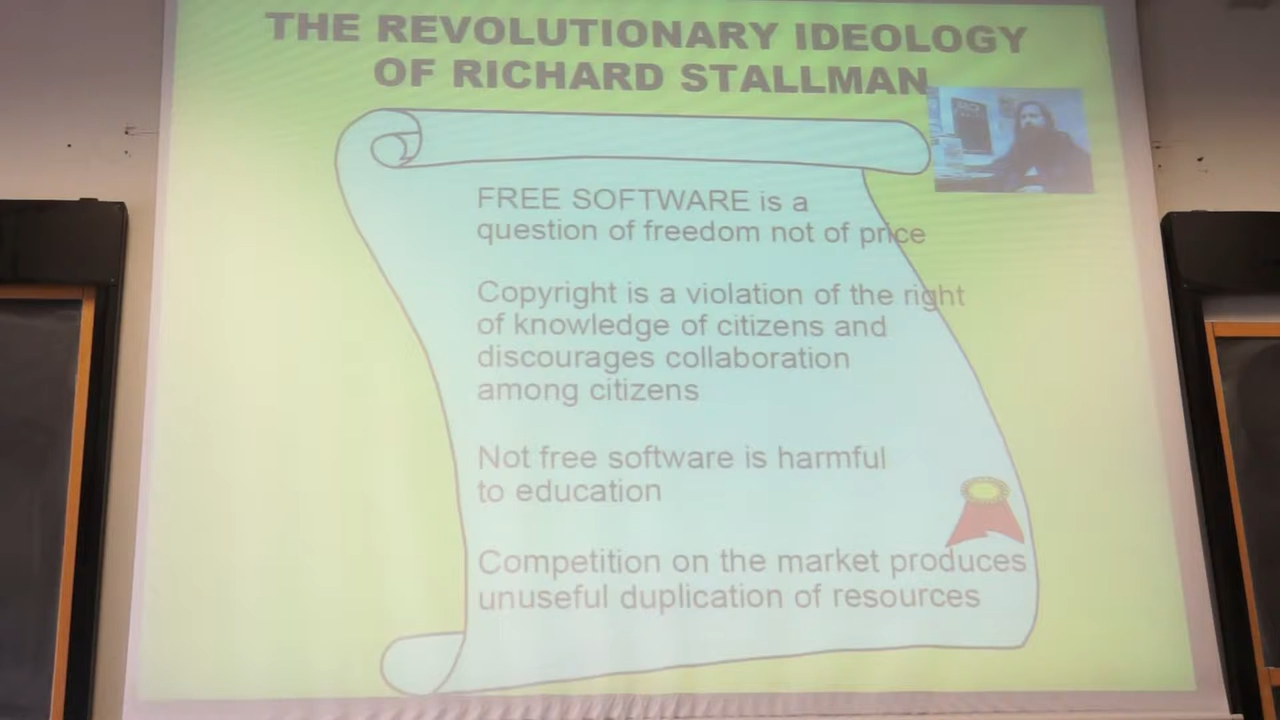 THE REVOLUTIONARY IDEOLOGY
OF RICHARD STALLMAN
FREE SOFTWARE is a
question of freedom not of price
Copyright is a violation of the right
of knowledge of citizens and
discourages collaboration
among citizens
Not free software is harmful
to education
Competition on the market produces
unuseful duplication of resources